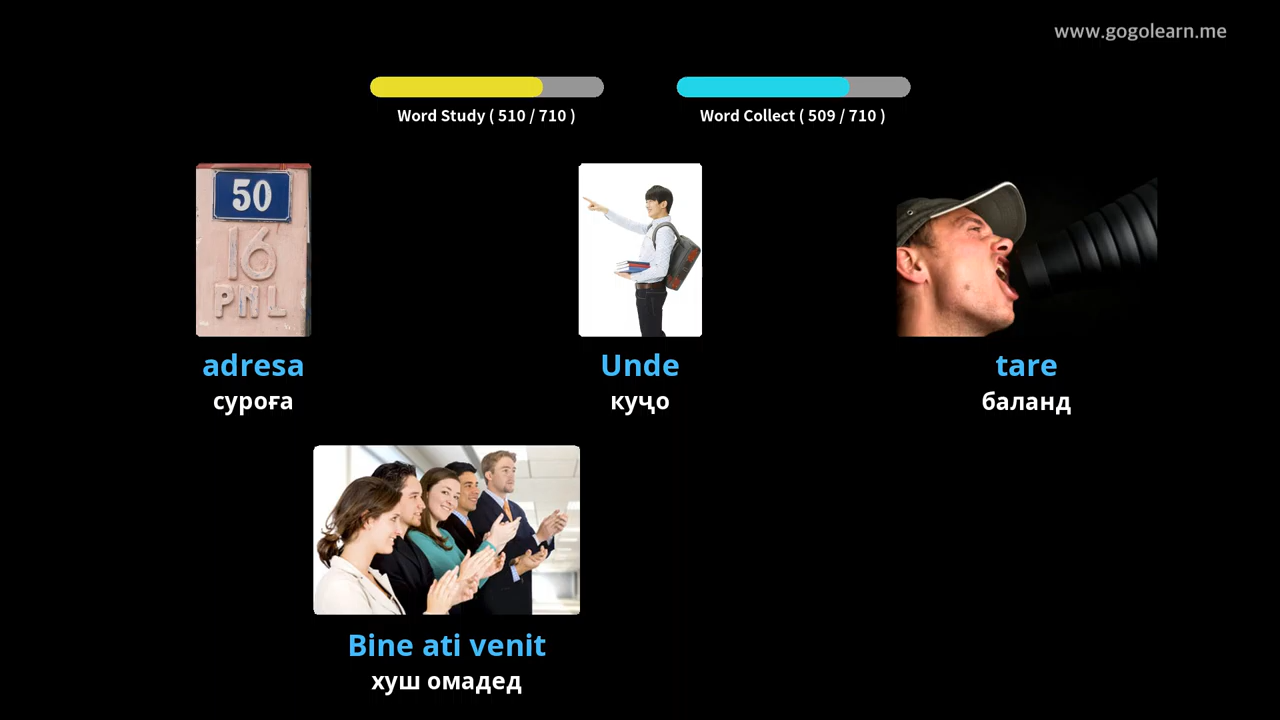 www.gogolearn.me
Word Study ( 510 / 710 )
Word Collect ( 509 / 710 )
50
16
PNL
adresa
суроға
Unde
куҷо
tare
баланд
Bine ati venit
хуш омадед